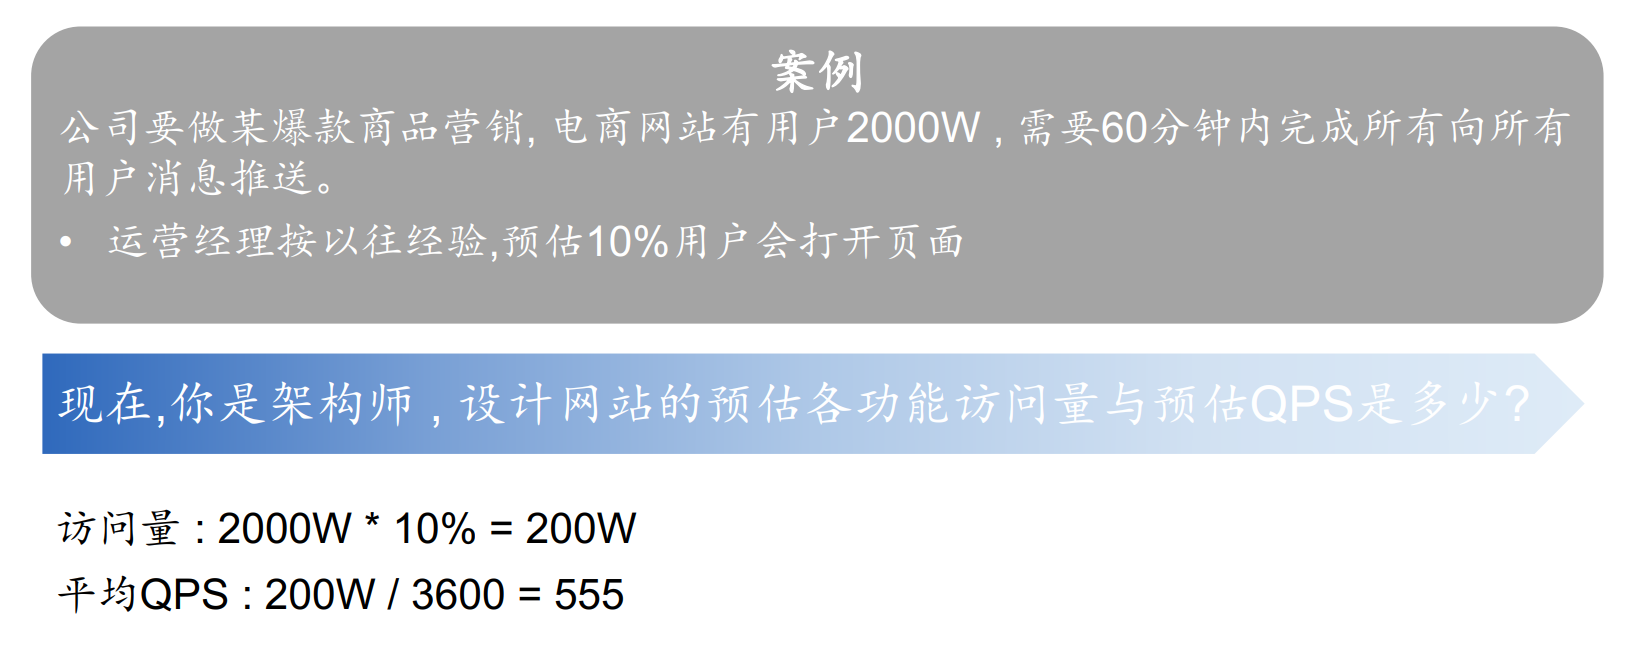 案例
公司要做某爆款商品营销, 电商网站有用户2000W , 需要60分钟内完成所有向所有
用户消息推送。
• 运营经理按以往经验,预估10%用户会打开页面
现在,你是架构师 , 设计网站的预估各功能访问量与预估QPS是多少?
访问量 : 2000W * 10% = 200W
平均QPS : 200W / 3600 = 555